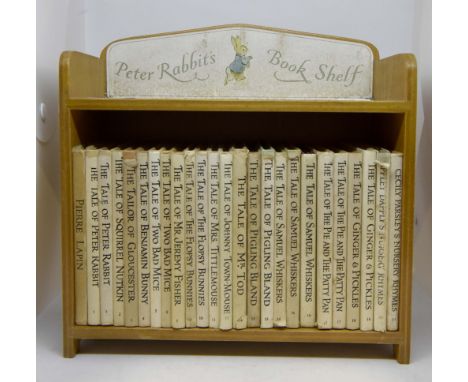 Peter Rabbit's Book Shelf
PIERRE LAPIN
THE TALE OF PETER RABBIT
THE TALE OF PETER RABBIT
THE TALE OF SQUIRREL NUTKIN
THE TAILOR OF GLOUCESTER
THE TALE OF BENJAMIN BUNNY
THE TALE OF TWO BAD MICE
THE TALE OF TWO BAD MICE
THE TALE OF MR. JEREMY FISHER
THE TALE OF THE FLOPSY BUNNIES
THE TALE OF THE FLOPSY BUNNIES
THE TALE OF MRS. TITTLEMOUSE
THE TALE OF JOHNNY TOWN-MOUSE
THE TALE OF MR. TOD
THE TALE OF PIGLING BLAND
THE TALE OF PIGLING BLAND
THE TALE OF SAMUEL WHISKERS
THE TALE OF SAMUEL WHISKERS
THE TALE OF SAMUEL WHISKERS
THE TALE OF THE PIE AND THE PATTY PAN
THE TALE OF THE PIE AND THE PATTY PAN
THE TALE OF GINGER & PICKLES
THE TALE OF GINGER & PICKLES
APPLEY DAPPLY'S NURSERY RHYMES
CECILY PARSLEY'S NURSERY RHYMES